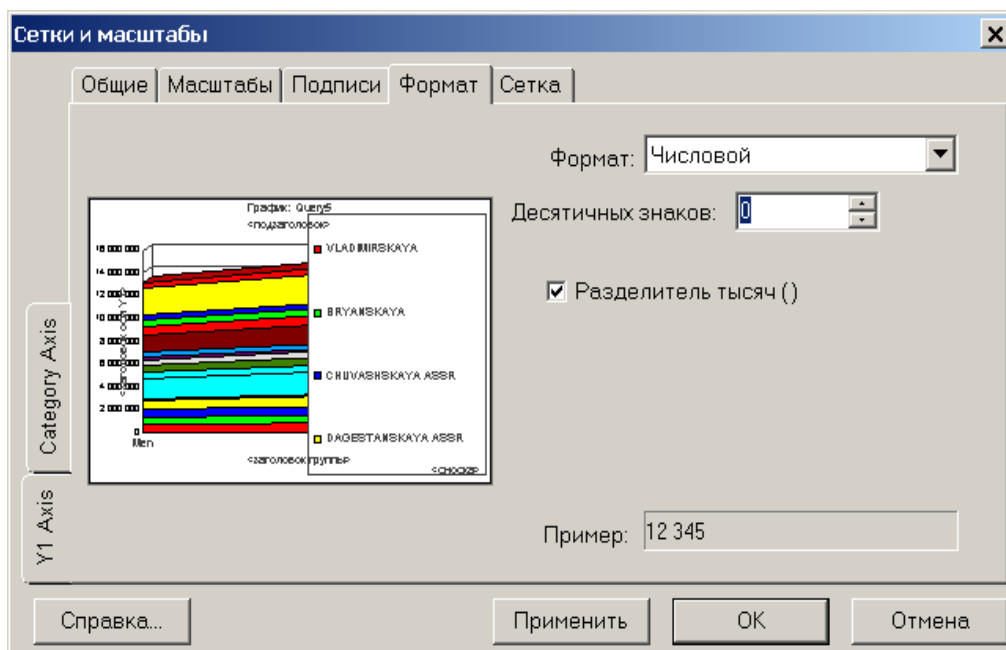 Сетки и масштабы
Общие Масштабы Подписи Формат Сетка
Формат: Числовой
Десятичных знаков: 0
Разделитель тысяч ()
График: Query5
<подзаголовок>
16 000 000
14 000 000
12 000 000
10 000 000
8 000 000
6 000 000
4 000 000
2 000 000
0
Men
VLADIMIRSKAYA
BRYANSKAYA
CHUVASHSKAYA ASSR
DAGESTANSKAYA ASSR
<заголовок группы>
<сноска>
Category Axis
Y1 Axis
Пример: 12 345
Справка...
Применить
OK
Отмена